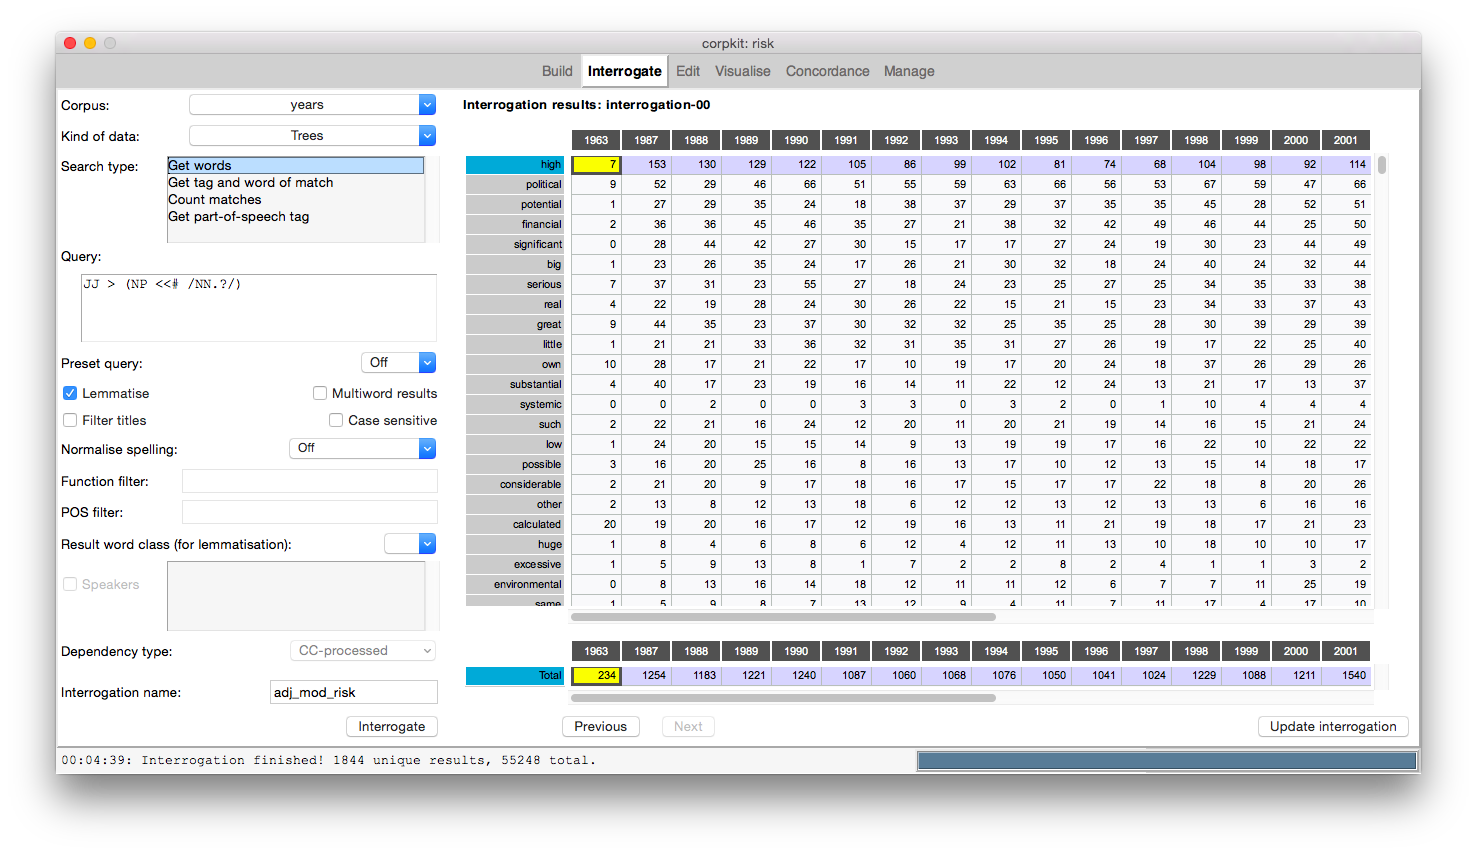 corpkit: risk
Build Interrogate Edit Visualise Concordance Manage
Corpus: years
Kind of data: Trees
Search type: Get words
Get tag and word of match
Count matches
Get part-of-speech tag
Query:
JJ > (NP <<# /NN.?/)
Preset query: Off
Lemmatise Multiword results
Filter titles Case sensitive
Normalise spelling: Off
Function filter:
POS filter:
Result word class (for lemmatisation):
Speakers
Dependency type: CC-processed
Interrogation name: adj_mod_risk
Interrogate
Interrogation results: interrogation-00
1963 1987 1988 1989 1990 1991 1992 1993 1994 1995 1996 1997 1998 1999 2000 2001
high 7 153 130 129 122 105 86 99 102 81 74 68 104 98 92 114
political 9 52 29 46 66 51 55 59 63 66 56 53 67 59 47 66
potential 1 27 29 35 24 18 38 37 29 37 35 35 45 28 52 51
financial 2 36 36 45 46 35 27 21 38 32 42 49 46 44 25 50
significant 0 28 44 42 27 30 15 17 17 27 24 19 30 23 44 49
big 1 23 26 35 24 17 26 21 30 32 18 24 40 24 32 44
serious 7 37 31 23 55 27 18 24 23 25 27 25 34 35 33 38
real 4 22 19 28 24 30 26 22 15 21 15 23 34 33 37 43
great 9 44 35 23 37 30 32 32 25 35 25 28 30 39 29 39
little 1 21 21 33 36 32 31 35 31 27 26 19 17 22 25 40
own 10 28 17 21 22 17 10 19 17 20 24 18 37 26 29 26
substantial 4 40 17 23 19 16 14 11 22 12 24 13 21 17 13 37
systemic 0 0 2 0 0 3 3 0 3 2 0 1 10 4 4 4
such 2 22 21 16 24 12 20 11 20 21 19 14 16 15 21 24
low 1 24 20 15 15 14 9 13 19 19 17 16 22 10 22 22
possible 3 16 20 25 16 8 16 13 17 10 12 13 15 14 18 17
considerable 2 21 20 9 17 18 16 17 15 17 17 22 18 8 20 26
other 2 13 8 12 13 18 6 12 12 13 12 13 13 6 16 16
calculated 20 19 20 16 17 12 19 16 13 11 21 19 18 17 21 23
huge 1 8 4 6 8 6 12 4 12 11 13 10 18 10 10 17
excessive 1 5 9 13 8 1 7 2 2 8 2 4 1 1 3 2
environmental 0 8 13 16 14 18 12 11 11 12 6 7 7 11 25 19
same 1 5 9 8 7 13 12 9 4 11 7 11 17 4 17 10
1963 1987 1988 1989 1990 1991 1992 1993 1994 1995 1996 1997 1998 1999 2000 2001
Total 234 1254 1183 1221 1240 1087 1060 1068 1076 1050 1041 1024 1229 1088 1211 1540
Previous Next Update interrogation
00:04:39: Interrogation finished! 1844 unique results, 55248 total.